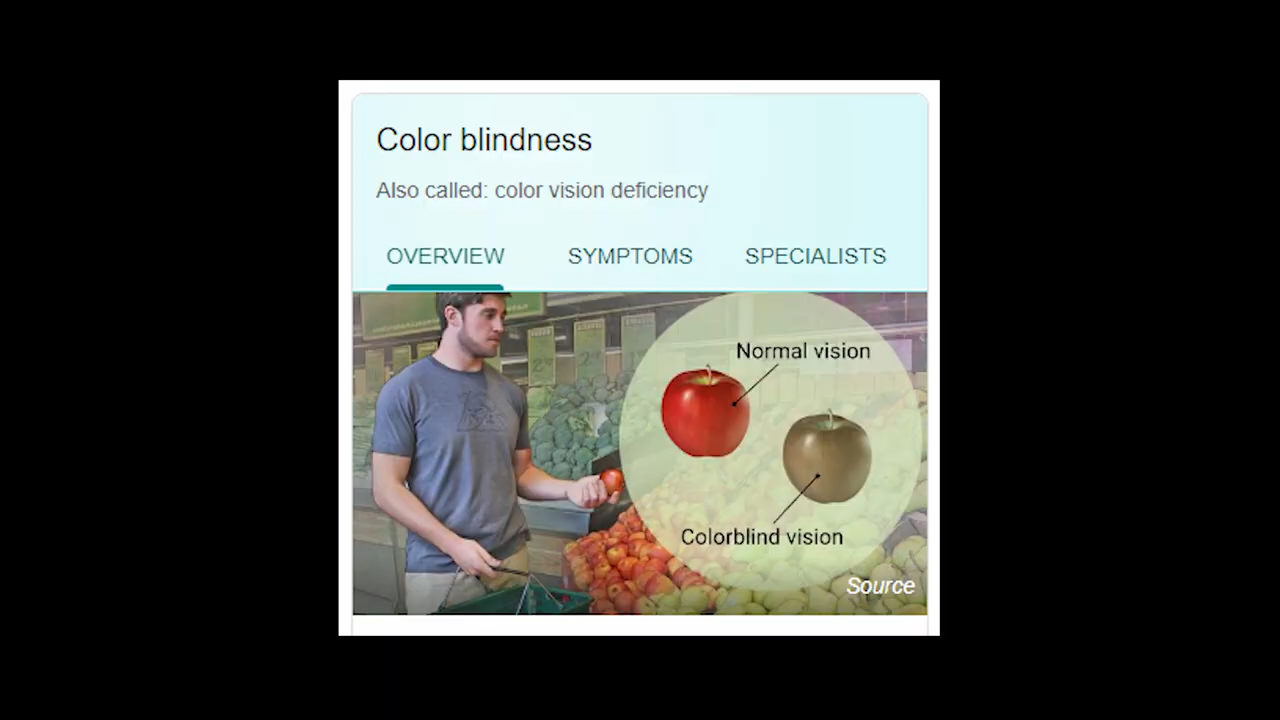 Color blindness
Also called: color vision deficiency
OVERVIEW SYMPTOMS SPECIALISTS
Normal vision
Colorblind vision
Source